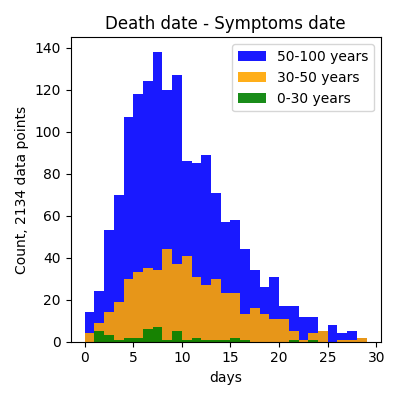 Death date - Symptoms date
Count, 2134 data points
140
120
100
80
60
40
20
0
50-100 years
30-50 years
0-30 years
0 5 10 15 20 25 30
days